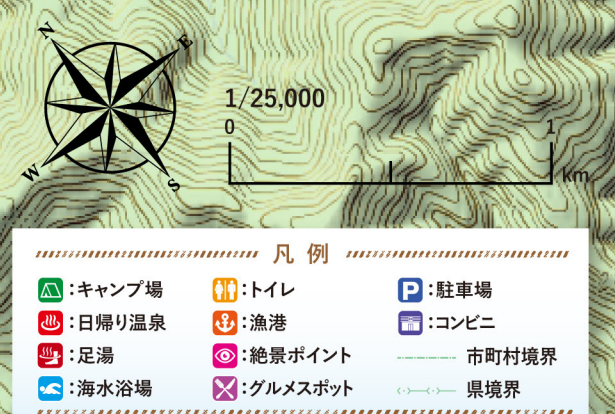 N
E
W
S
1/25,000
0 1
km
凡例
:キャンプ場
:日帰り温泉
:足湯
:海水浴場
:トイレ
:漁港
:絶景ポイント
:グルメスポット
P:駐車場
:コンビニ
市町村境界
県境界